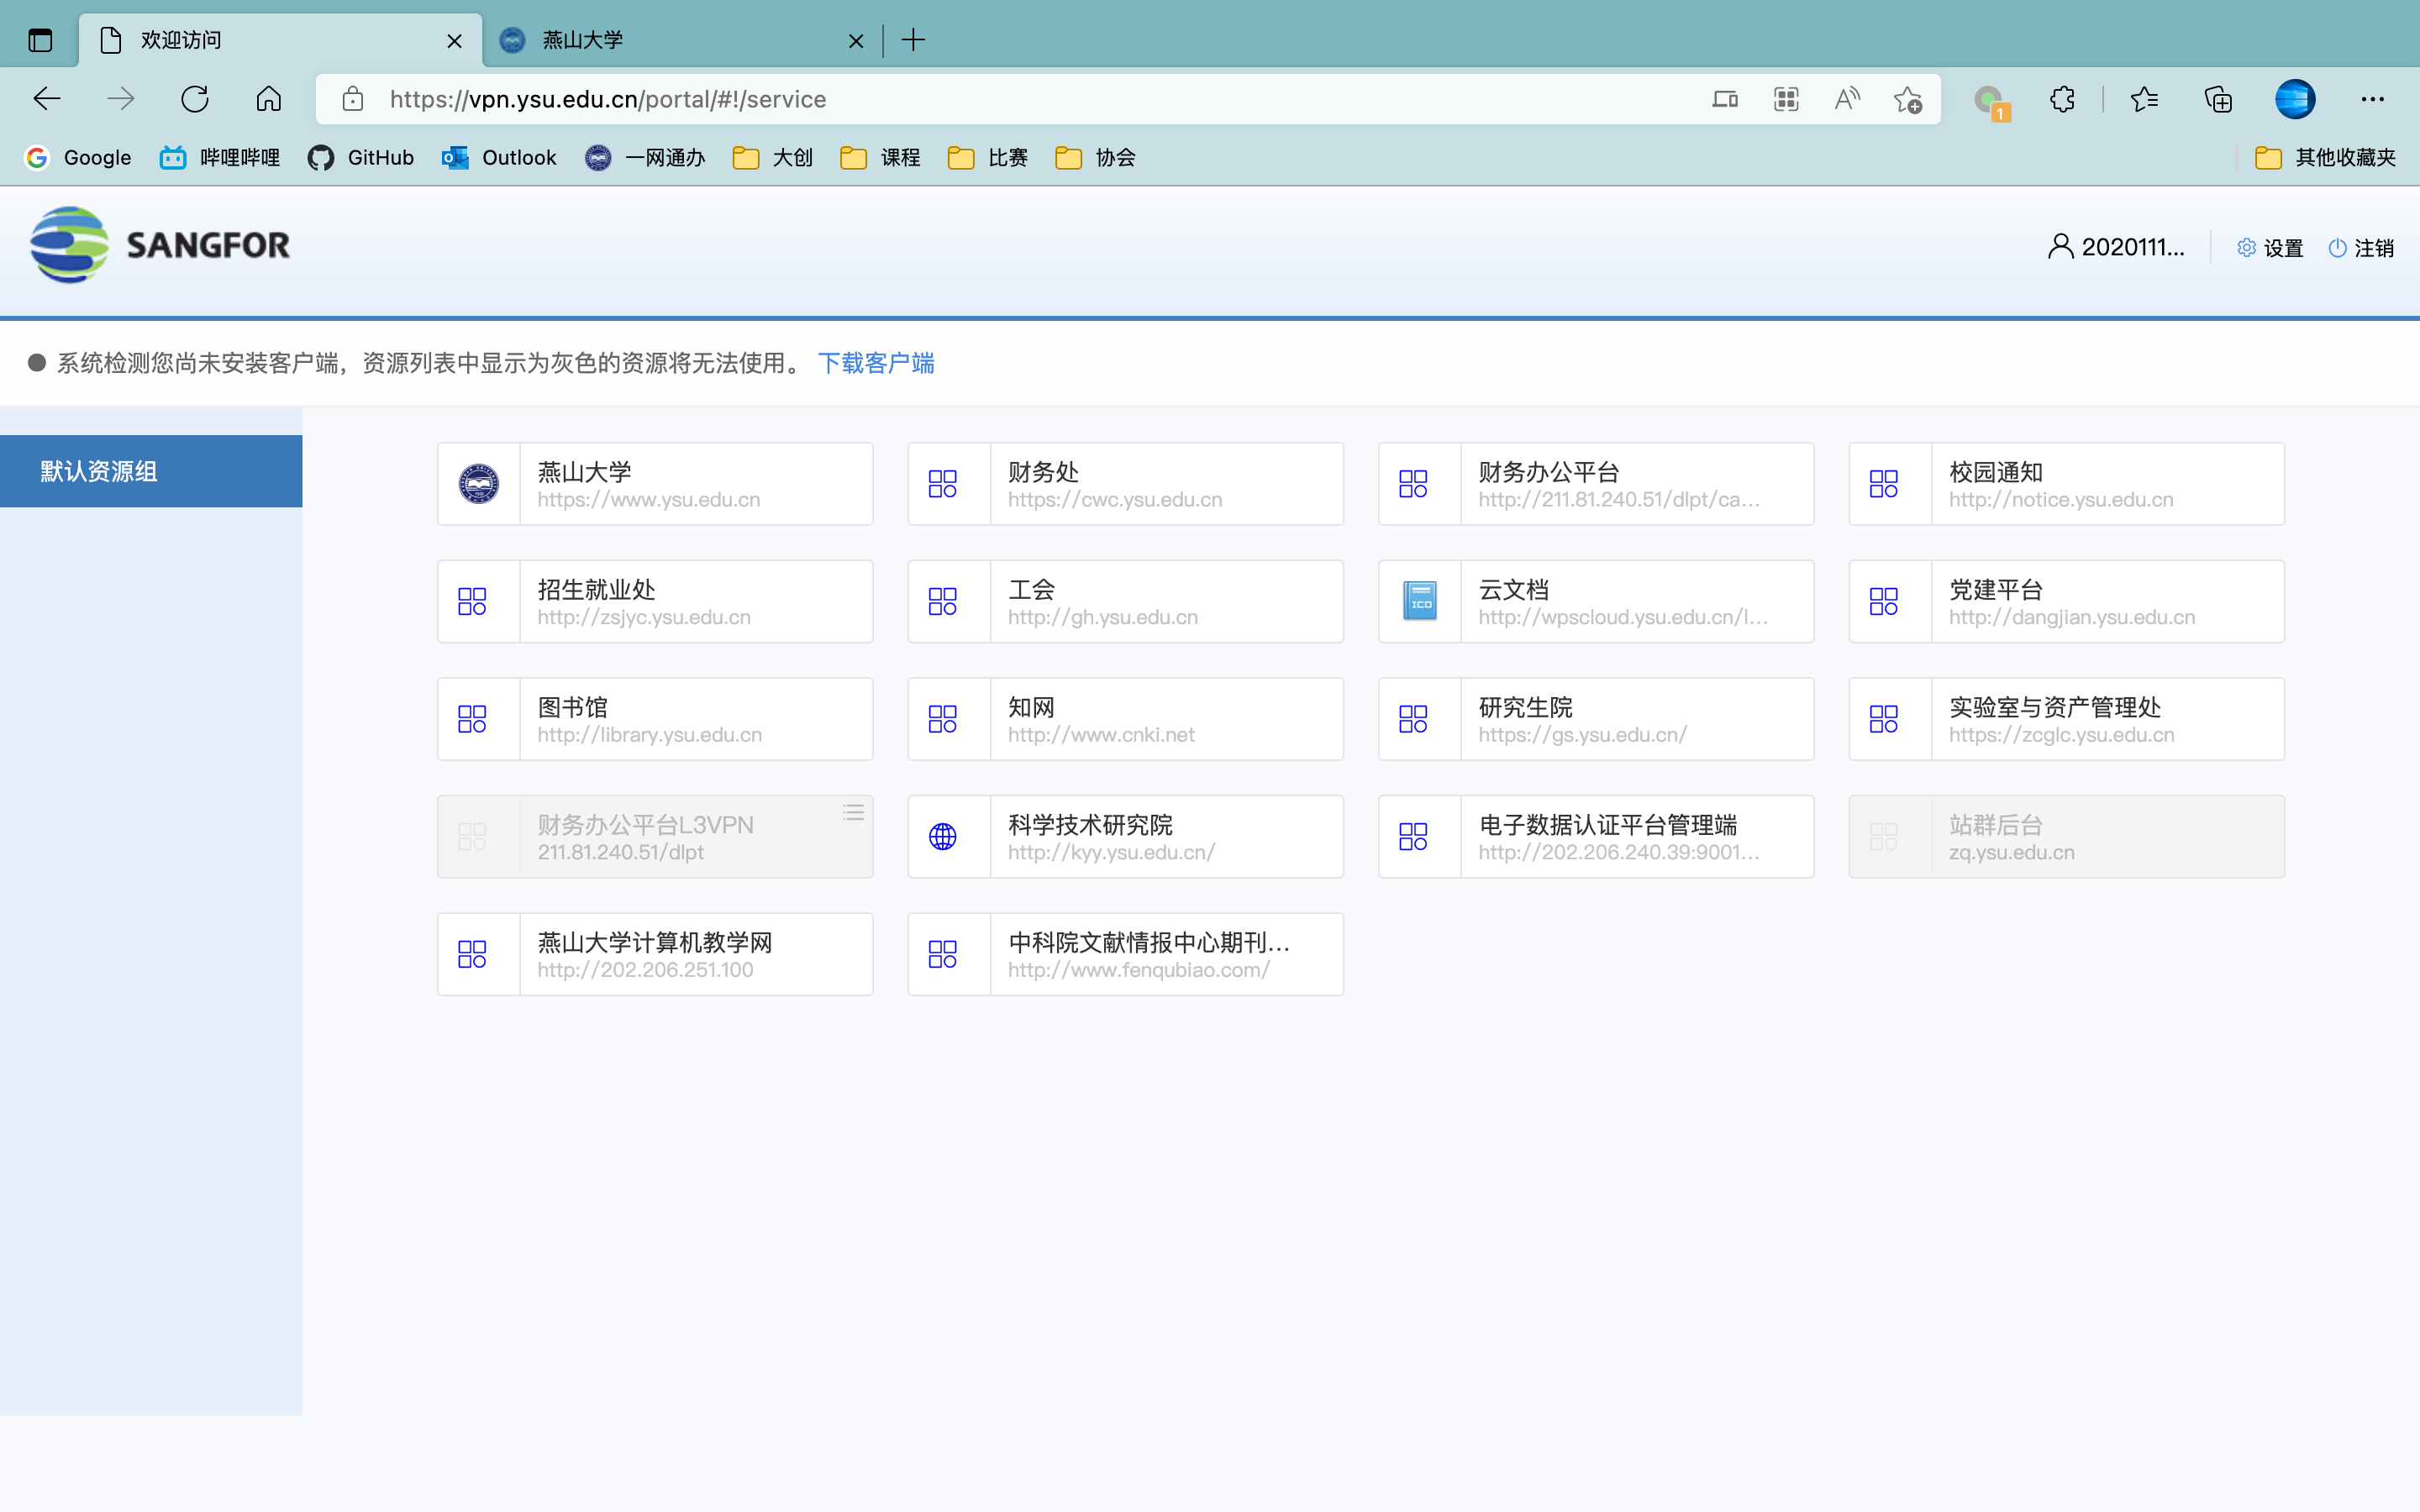 欢迎访问
燕山大学
https://vpn.ysu.edu.cn/portal/#!/service
1
Google
哔哩哔哩
GitHub
Outlook
一网通办
大创
课程
比赛
协会
其他收藏夹
SANGFOR
2020111...
设置
注销
系统检测您尚未安装客户端，资源列表中显示为灰色的资源将无法使用。 下载客户端
默认资源组
燕山大学
https://www.ysu.edu.cn
财务处
https://cwc.ysu.edu.cn
财务办公平台
http://211.81.240.51/dlpt/ca...
校园通知
http://notice.ysu.edu.cn
招生就业处
http://zsjyc.ysu.edu.cn
工会
http://gh.ysu.edu.cn
ICO
云文档
http://wpscloud.ysu.edu.cn/l...
党建平台
http://dangjian.ysu.edu.cn
图书馆
http://library.ysu.edu.cn
知网
http://www.cnki.net
研究生院
https://gs.ysu.edu.cn/
实验室与资产管理处
https://zcglc.ysu.edu.cn
财务办公平台L3VPN
211.81.240.51/dlpt
科学技术研究院
http://kyy.ysu.edu.cn/
电子数据认证平台管理端
http://202.206.240.39:9001...
站群后台
zq.ysu.edu.cn
燕山大学计算机教学网
http://202.206.251.100
中科院文献情报中心期刊...
http://www.fenqubiao.com/